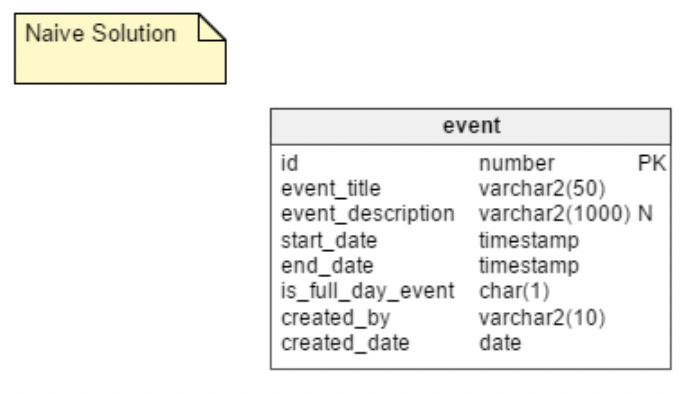 Naive Solution
event
id number PK
event_title varchar2(50)
event_description varchar2(1000) N
start_date timestamp
end_date timestamp
is_full_day_event char(1)
created_by varchar2(10)
created_date date